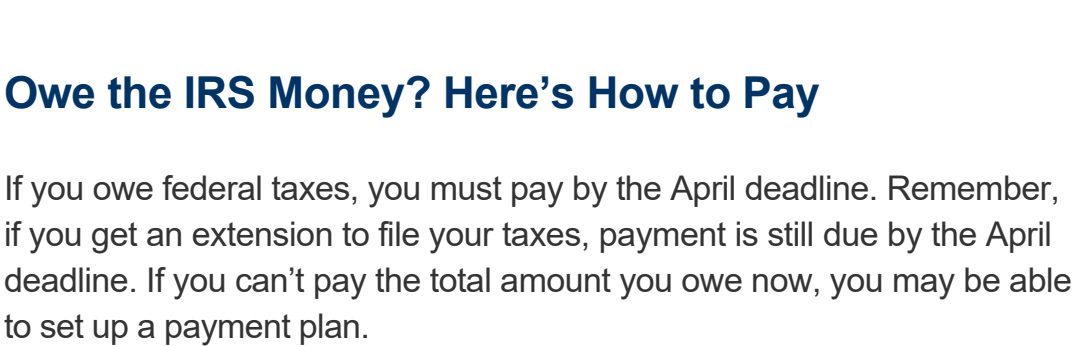 Owe the IRS Money? Here’s How to Pay
If you owe federal taxes, you must pay by the April deadline. Remember,
if you get an extension to file your taxes, payment is still due by the April
deadline. If you can’t pay the total amount you owe now, you may be able
to set up a payment plan.